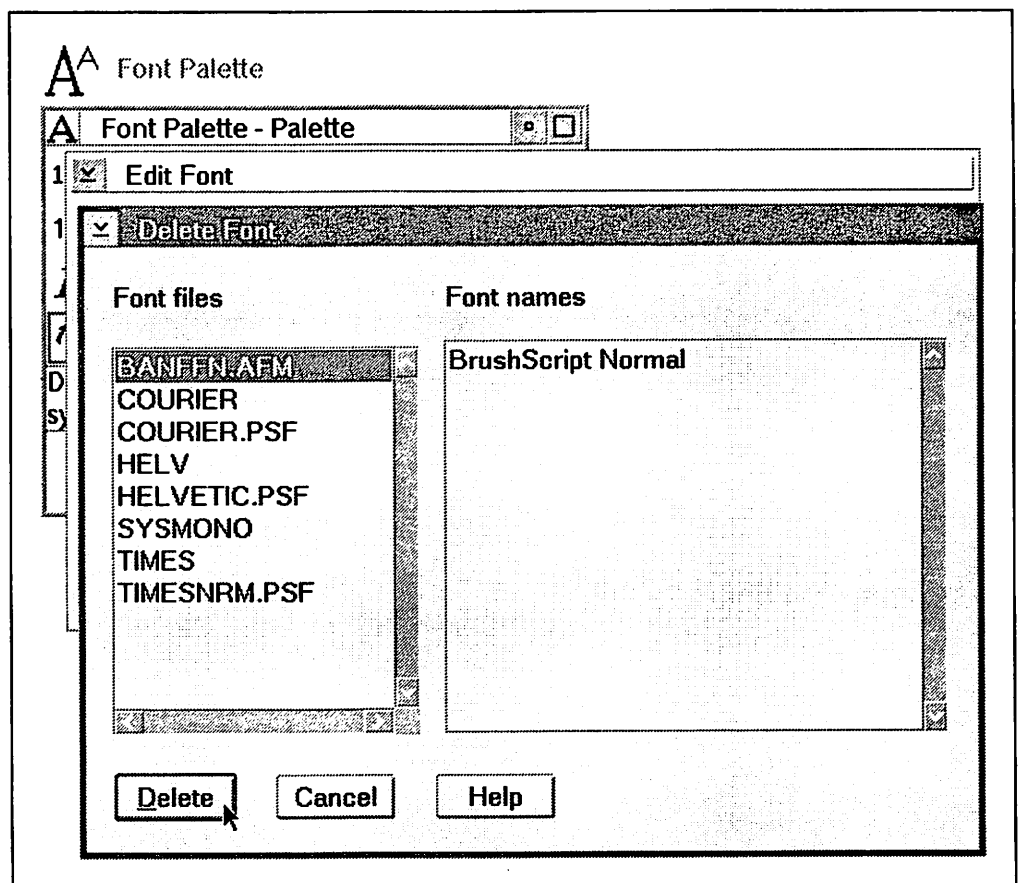 Font Palette
Font Palette - Palette
Edit Font
Delete Font
Font files
Font names
BANFFN.AFM
COURIER
COURIER.PSF
HELV
HELVETIC.PSF
SYSMONO
TIMES
TIMESNRM.PSF
BrushScript Normal
Delete
Cancel
Help